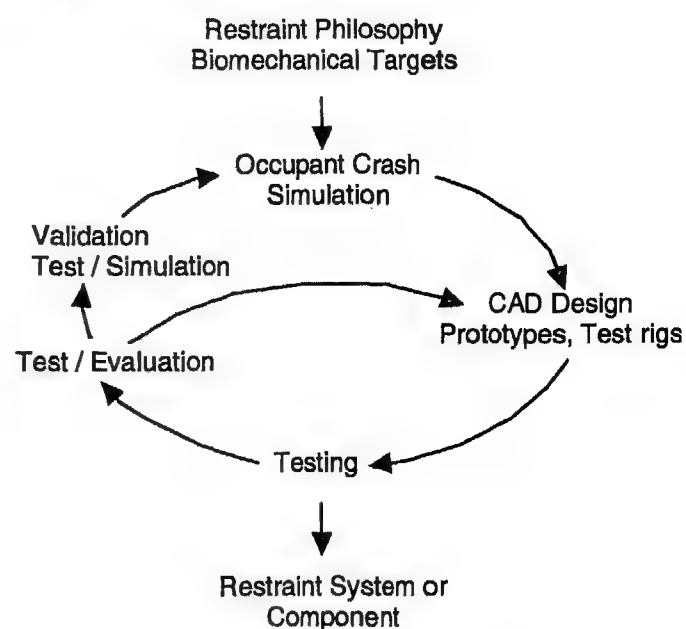 Restraint Philosophy
Biomechanical Targets
Occupant Crash
Simulation
Validation
Test / Simulation
CAD Design
Prototypes, Test rigs
Test / Evaluation
Testing
Restraint System or
Component